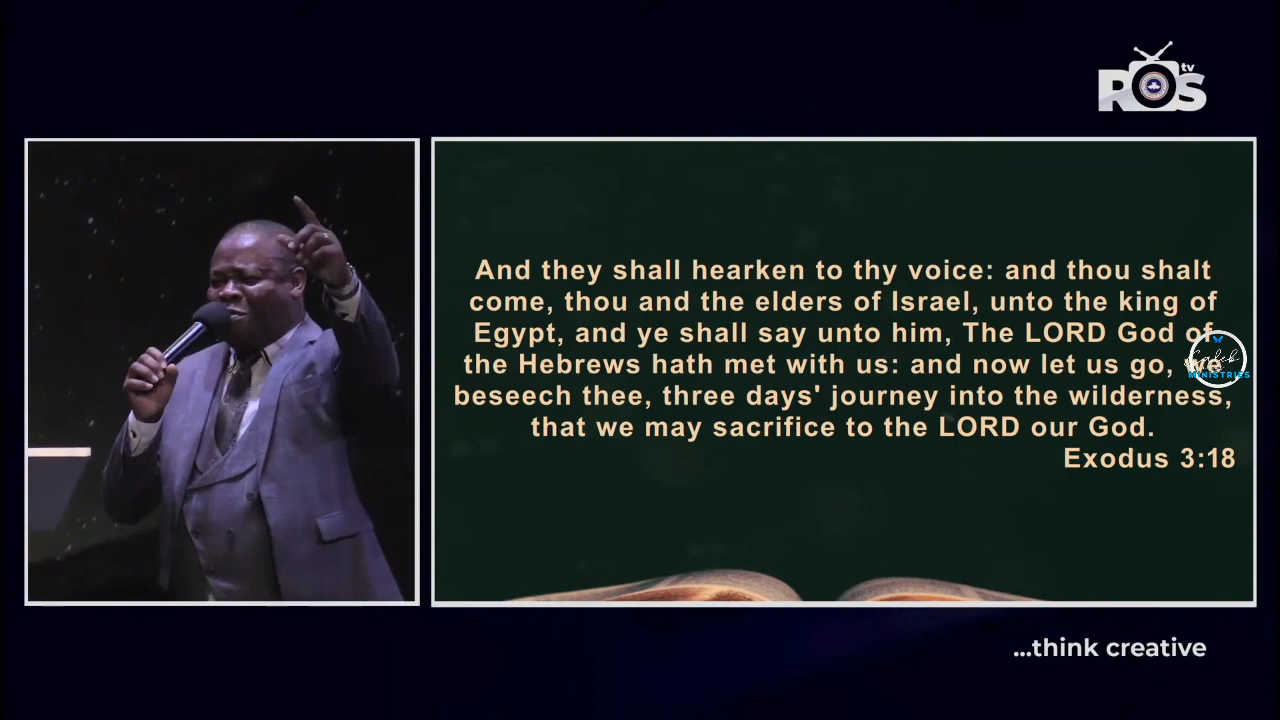 tv
ROS
And they shall hearken to thy voice: and thou shalt
come, thou and the elders of Israel, unto the king of
Egypt, and ye shall say unto him, The LORD God of
the Hebrews hath met with us: and now let us go, we
beseech thee, three days' journey into the wilderness,
that we may sacrifice to the LORD our God.
Exodus 3:18
Caleb
MINISTRIES
...think creative